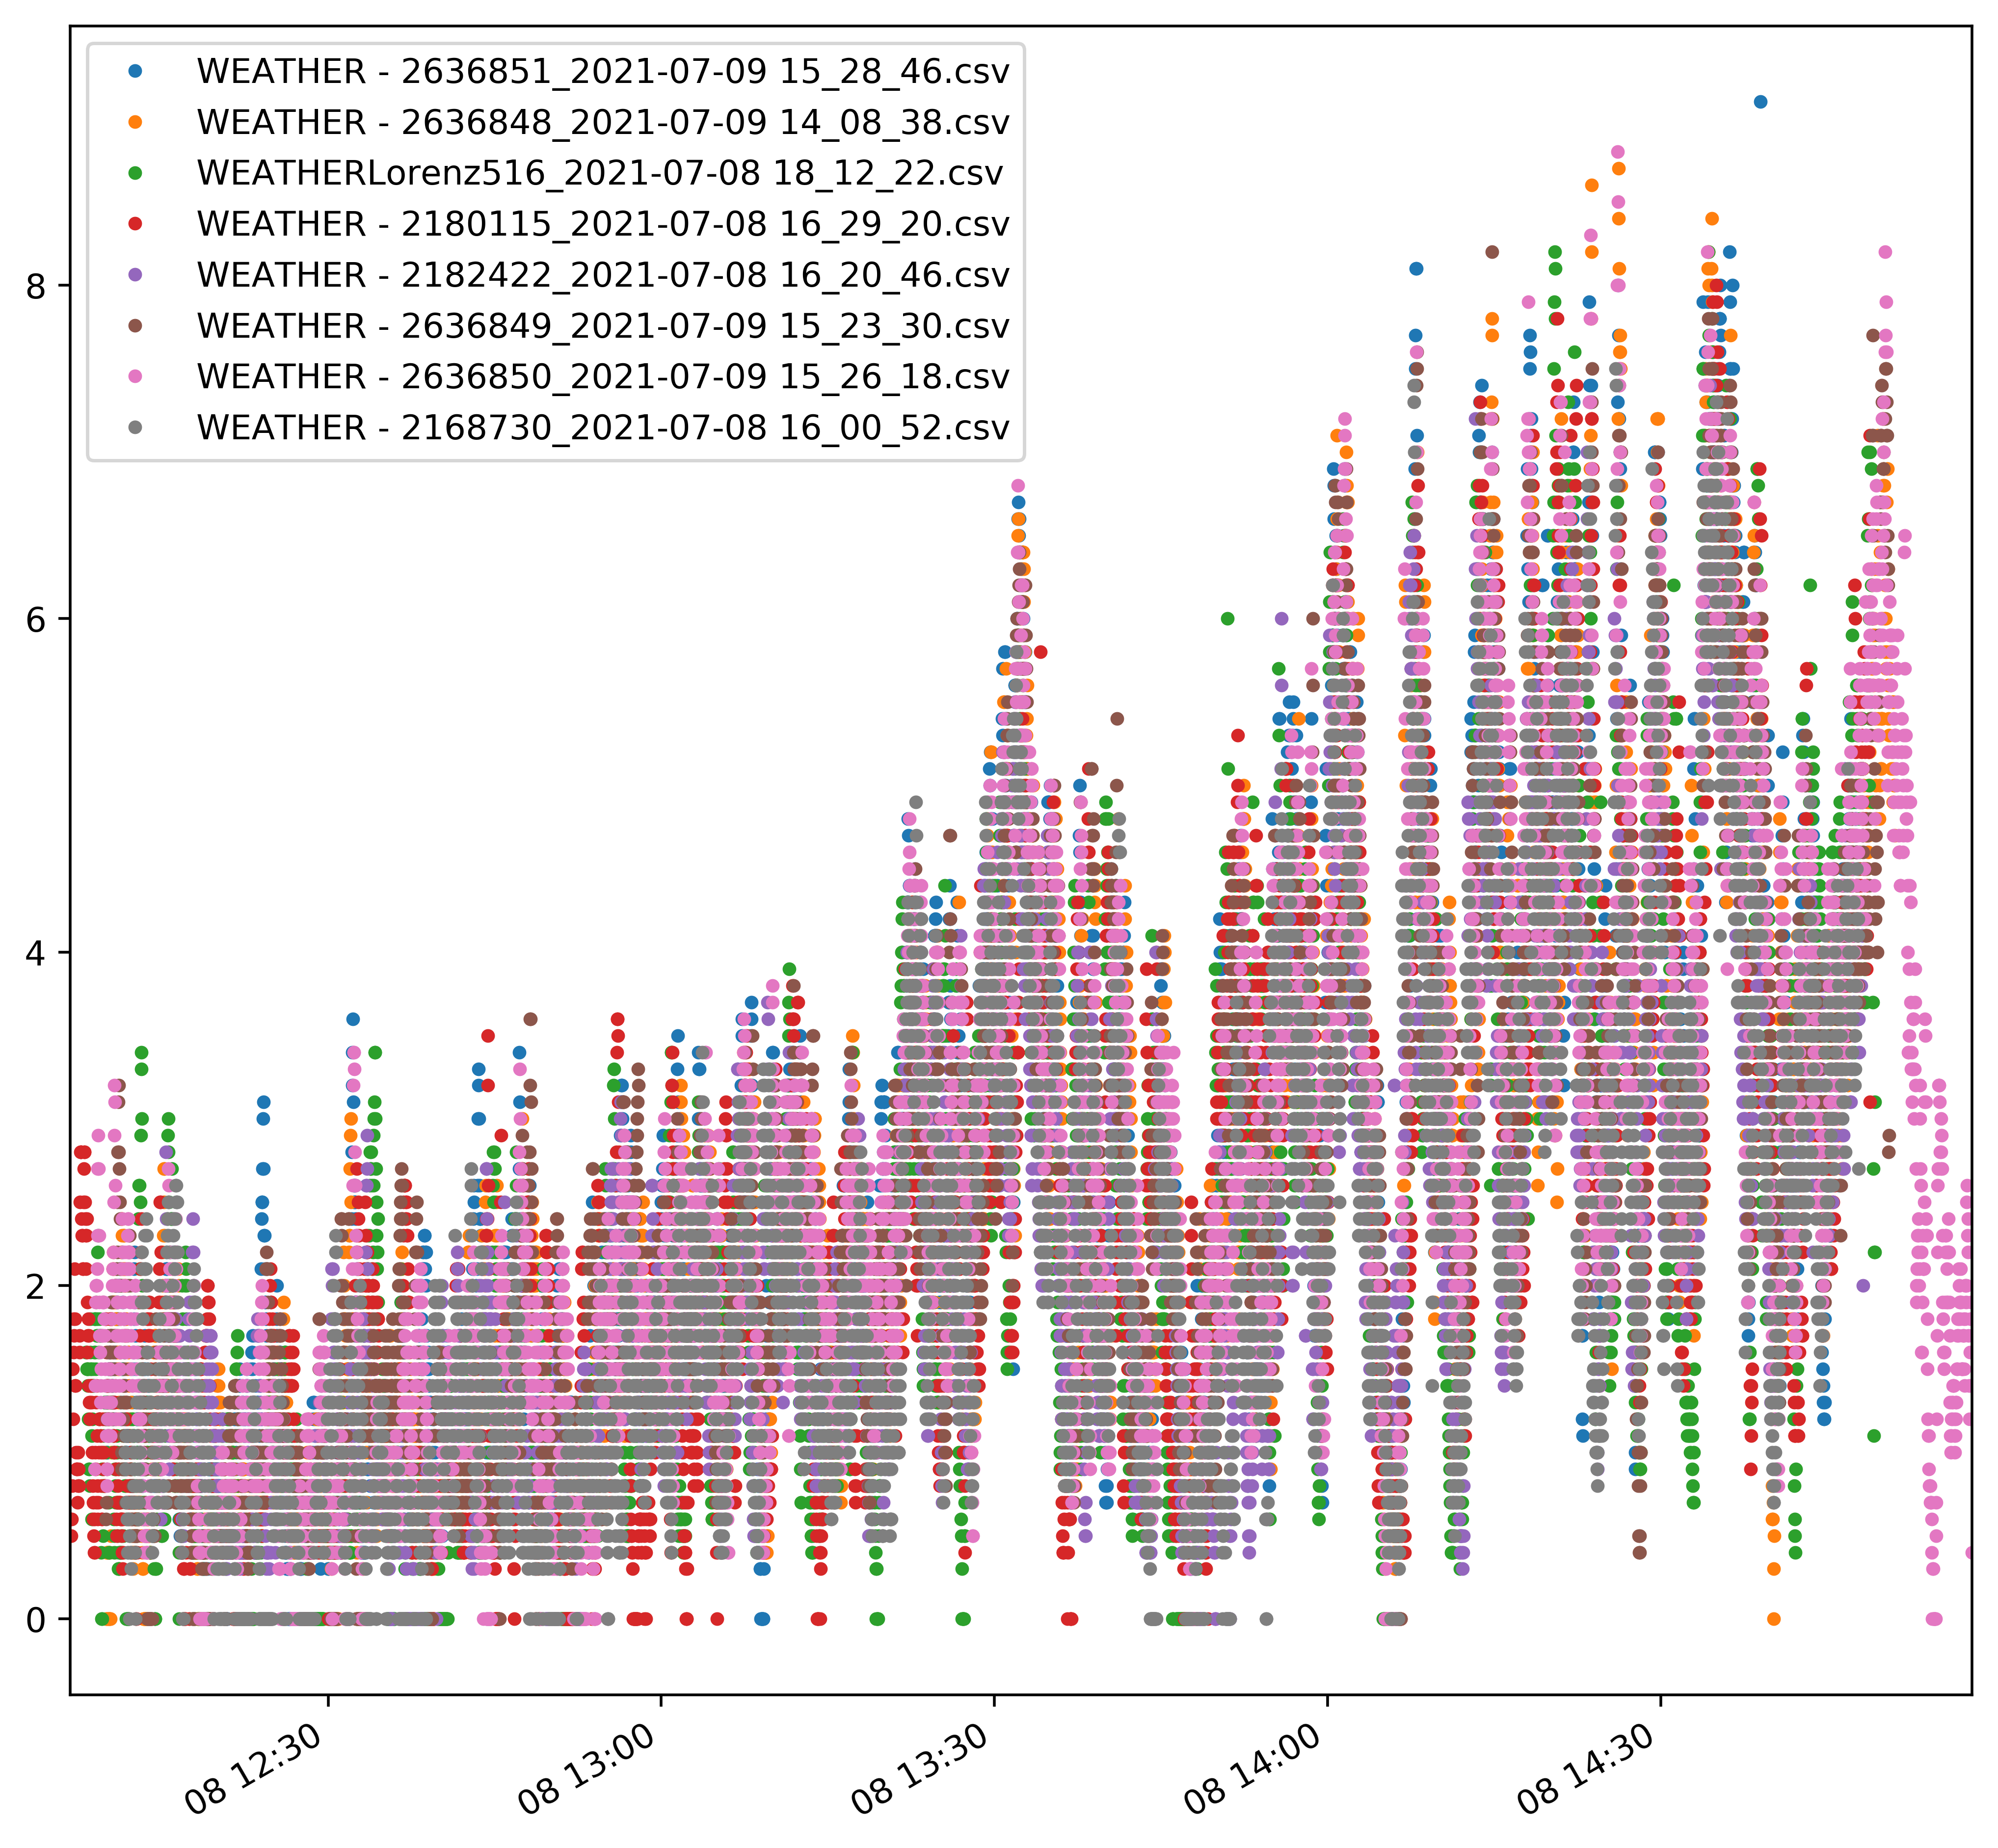 WEATHER - 2636851_2021-07-09 15_28_46.csv
WEATHER - 2636848_2021-07-09 14_08_38.csv
WEATHERLorenz516_2021-07-08 18_12_22.csv
WEATHER - 2180115_2021-07-08 16_29_20.csv
WEATHER - 2182422_2021-07-08 16_20_46.csv
WEATHER - 2636849_2021-07-09 15_23_30.csv
WEATHER - 2636850_2021-07-09 15_26_18.csv
WEATHER - 2168730_2021-07-08 16_00_52.csv
8
6
4
2
0
08 12:30
08 13:00
08 13:30
08 14:00
08 14:30